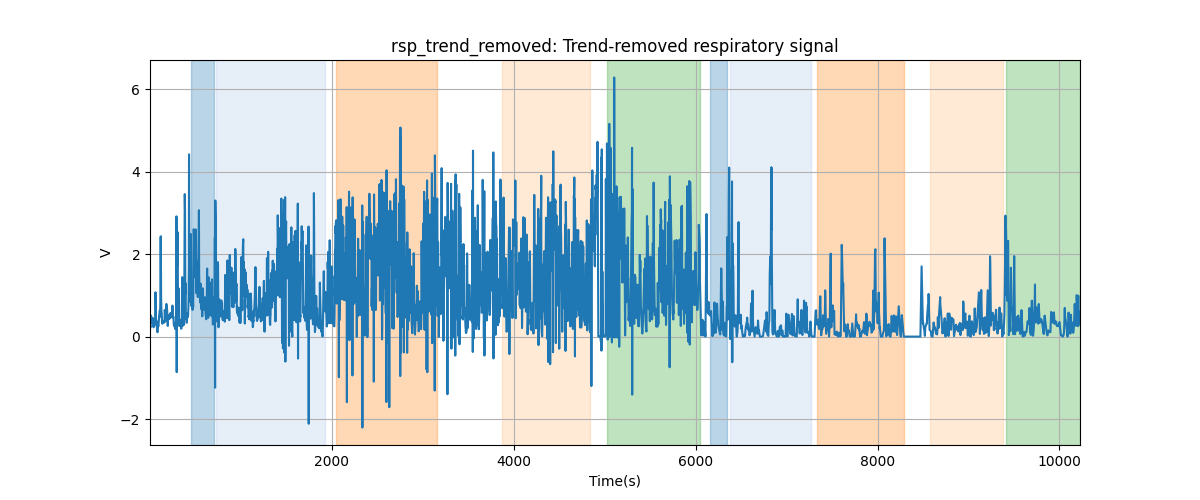 rsp_trend_removed: Trend-removed respiratory signal
6
4
2
0
−2
V
2000 4000 6000 8000 10000
Time(s)